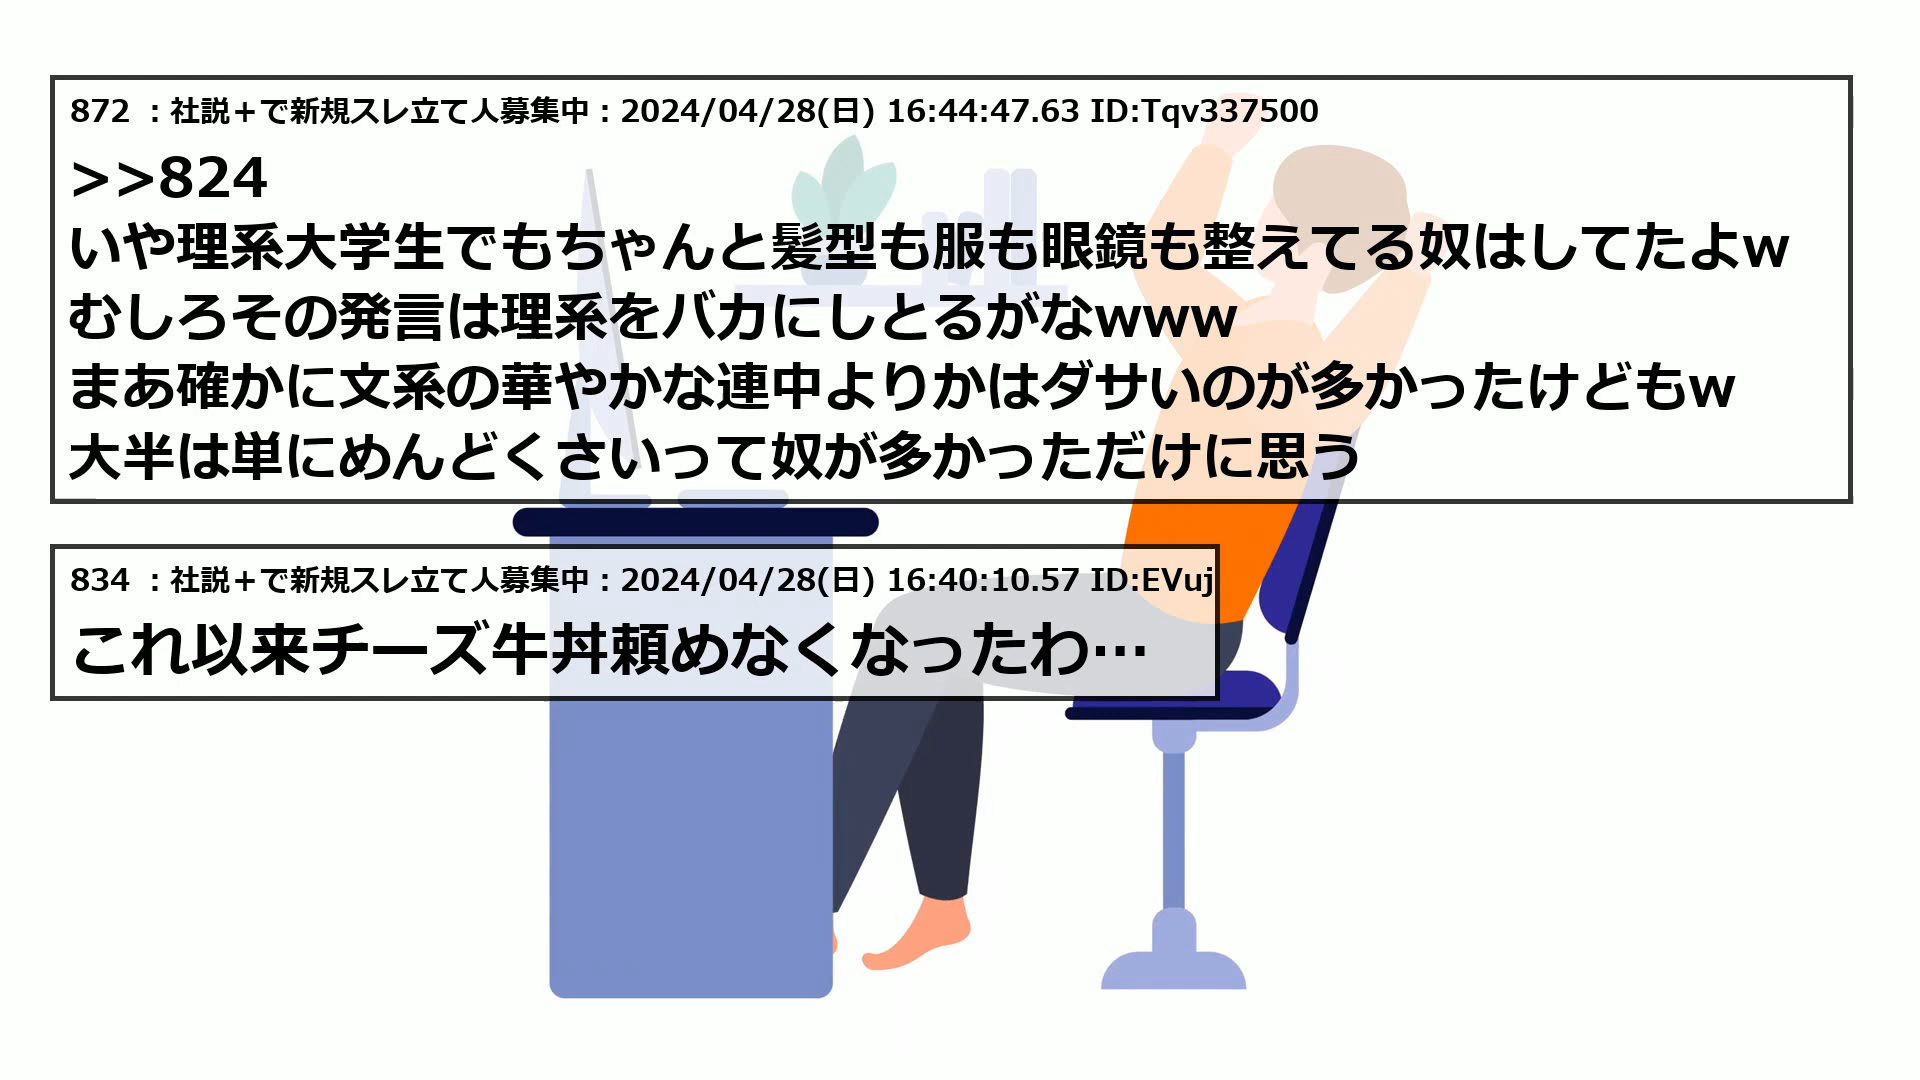 872 ：社説＋で新規スレ立て人募集中：2024/04/28(日) 16:44:47.63 ID:Tqv337500
>>824
いや理系大学生でもちゃんと髪型も服も眼鏡も整えてる奴はしてたよw
むしろその発言は理系をバカにしとるがなwww
まあ確かに文系の華やかな連中よりかはダサいのが多かったけどもw
大半は単にめんどくさいって奴が多かっただけに思う
834 ：社説＋で新規スレ立て人募集中：2024/04/28(日) 16:40:10.57 ID:EVuj
これ以来チーズ牛丼頼めなくなったわ…